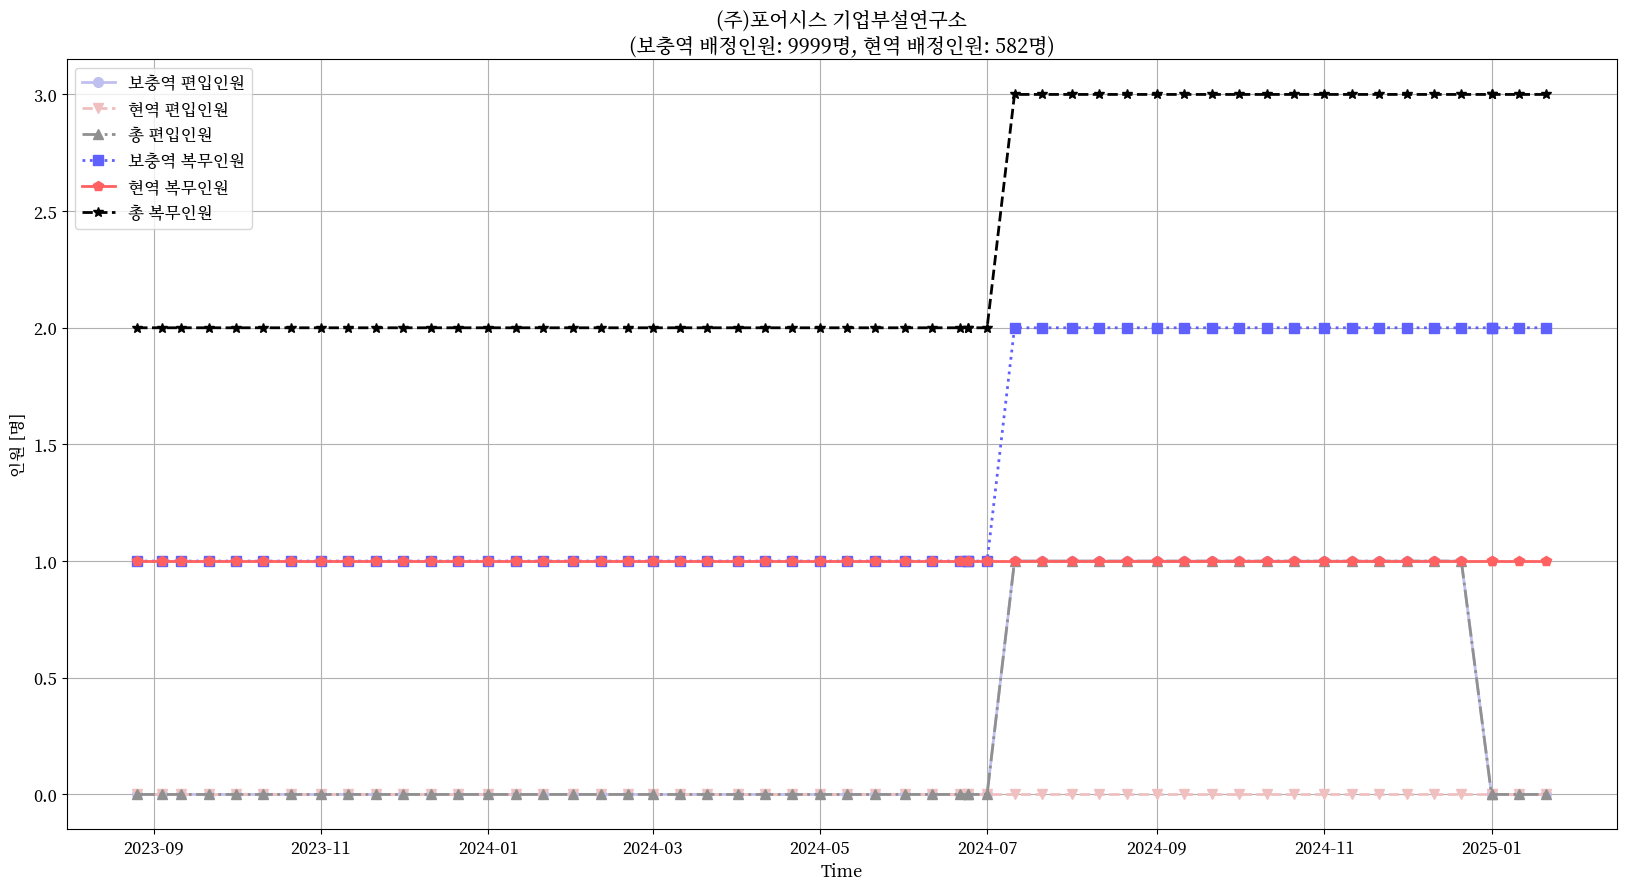 (주)포어시스 기업부설연구소
(보충역 배정인원: 9999명, 현역 배정인원: 582명)
보충역 편입인원
현역 편입인원
총 편입인원
보충역 복무인원
현역 복무인원
총 복무인원
인원 [명]
3.0
2.5
2.0
1.5
1.0
0.5
0.0
2023-09
2023-11
2024-01
2024-03
2024-05
2024-07
2024-09
2024-11
2025-01
Time